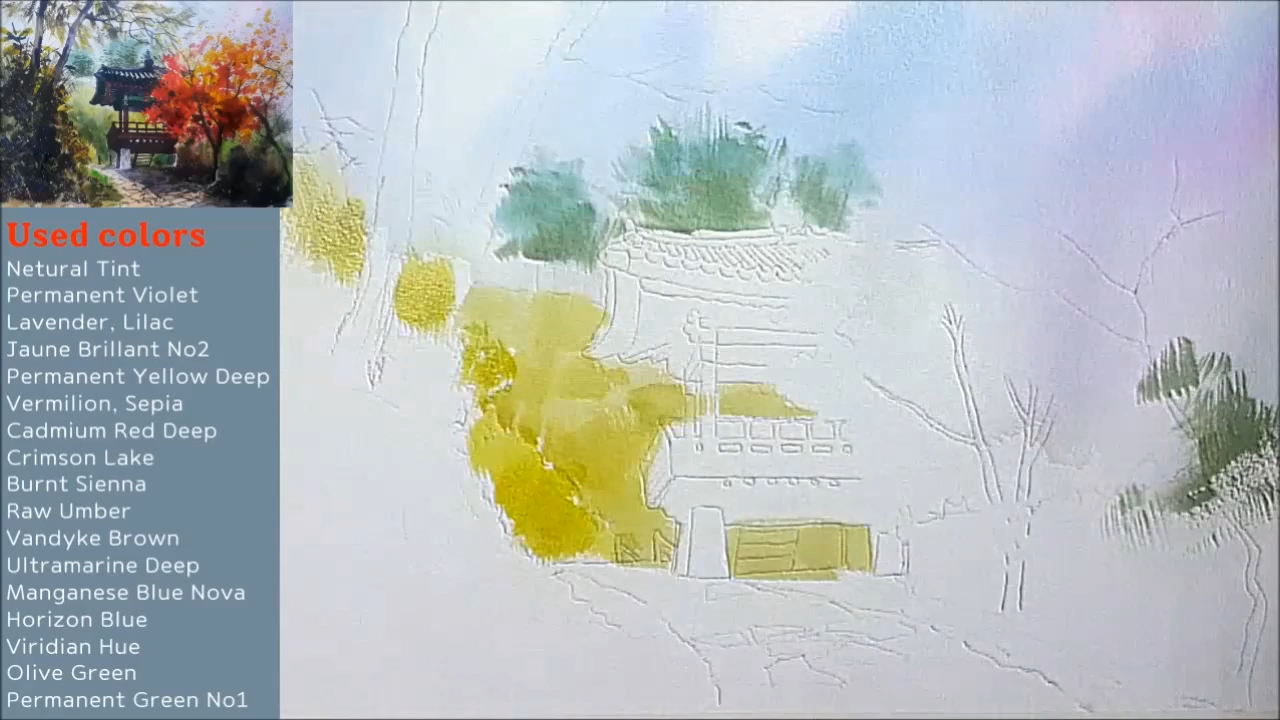 Used colors
Netural Tint
Permanent Violet
Lavender, Lilac
Jaune Brillant No2
Permanent Yellow Deep
Vermilion, Sepia
Cadmium Red Deep
Crimson Lake
Burnt Sienna
Raw Umber
Vandyke Brown
Ultramarine Deep
Manganese Blue Nova
Horizon Blue
Viridian Hue
Olive Green
Permanent Green No1